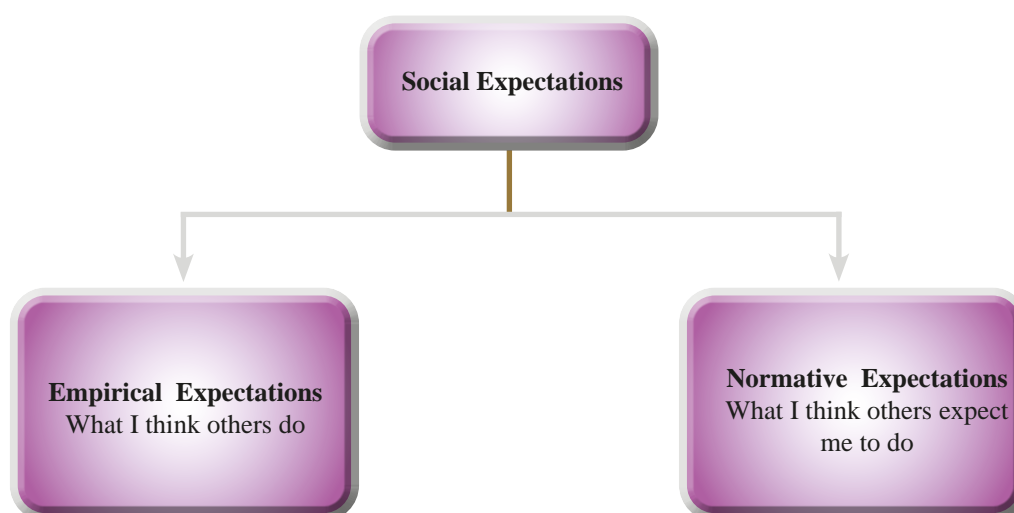 Social Expectations
Empirical Expectations
What I think others do
Normative Expectations
What I think others expect
me to do